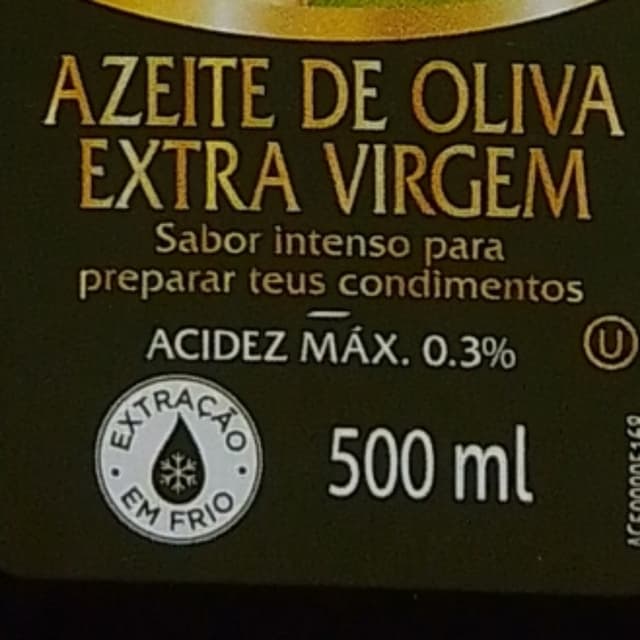 AZEITE DE OLIVA
EXTRA VIRGEM
Sabor intenso para
preparar teus condimentos
ACIDEZ MÁX. 0.3%
U
EXTRAÇÃO
EM FRIO
500 ml